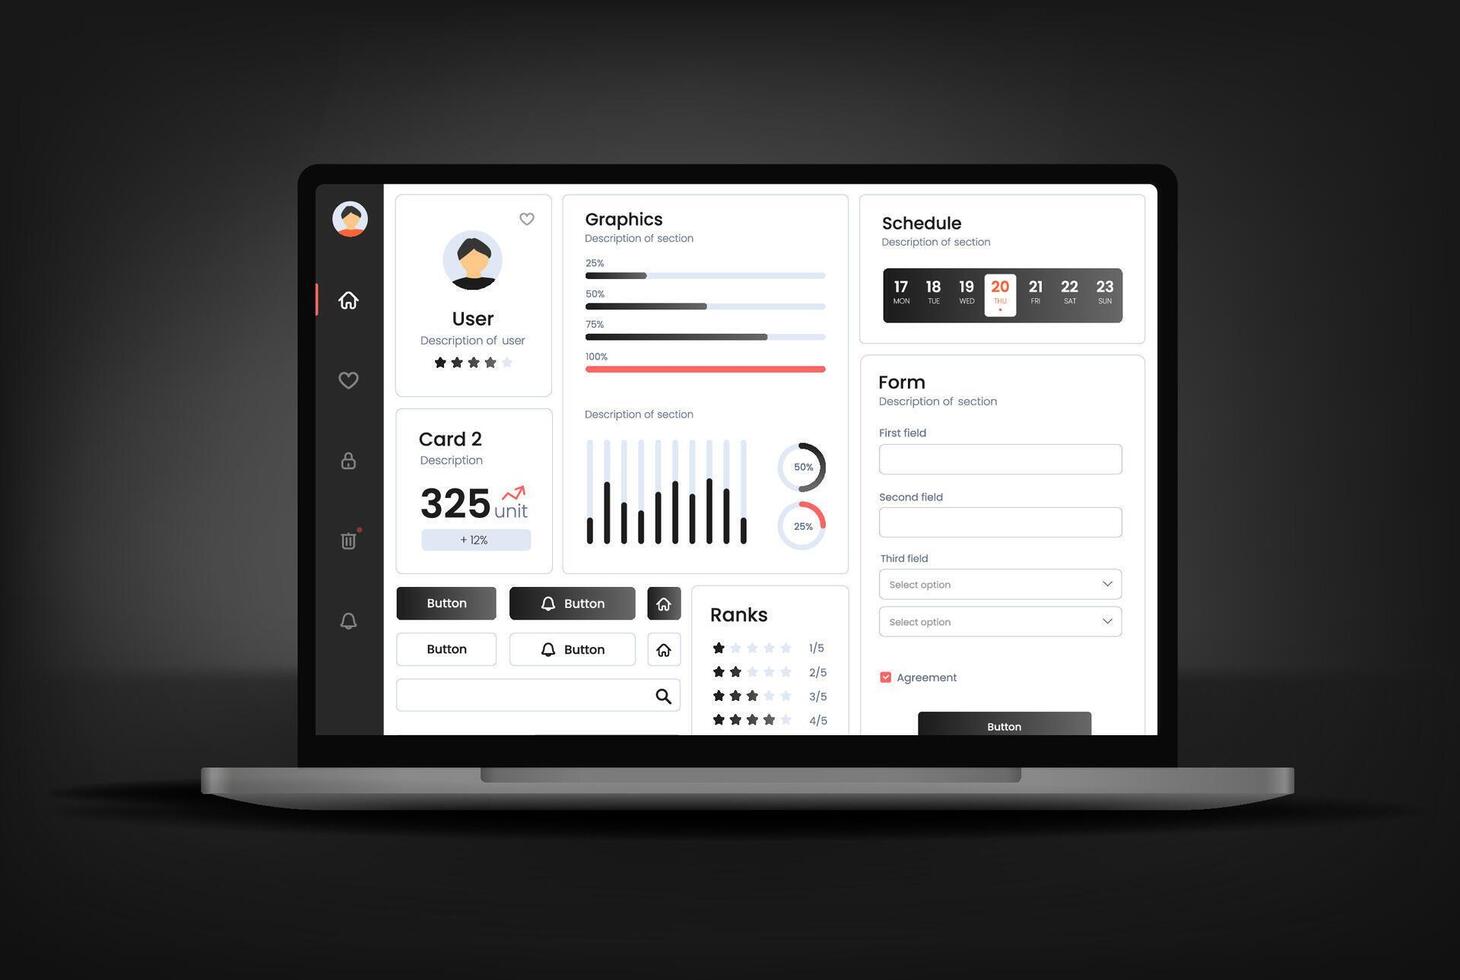 User
Description of user
Card 2
Description
325 unit
+ 12%
Graphics
Description of section
25%
50%
75%
100%
Description of section
50%
25%
Schedule
Description of section
17 18 19 20 21 22 23
MON TUE WED THU FRI SAT SUN
Form
Description of section
First field
Second field
Third field
Select option
Select option
Agreement
Button
Button Button
Button Button
Ranks
1/5
2/5
3/5
4/5